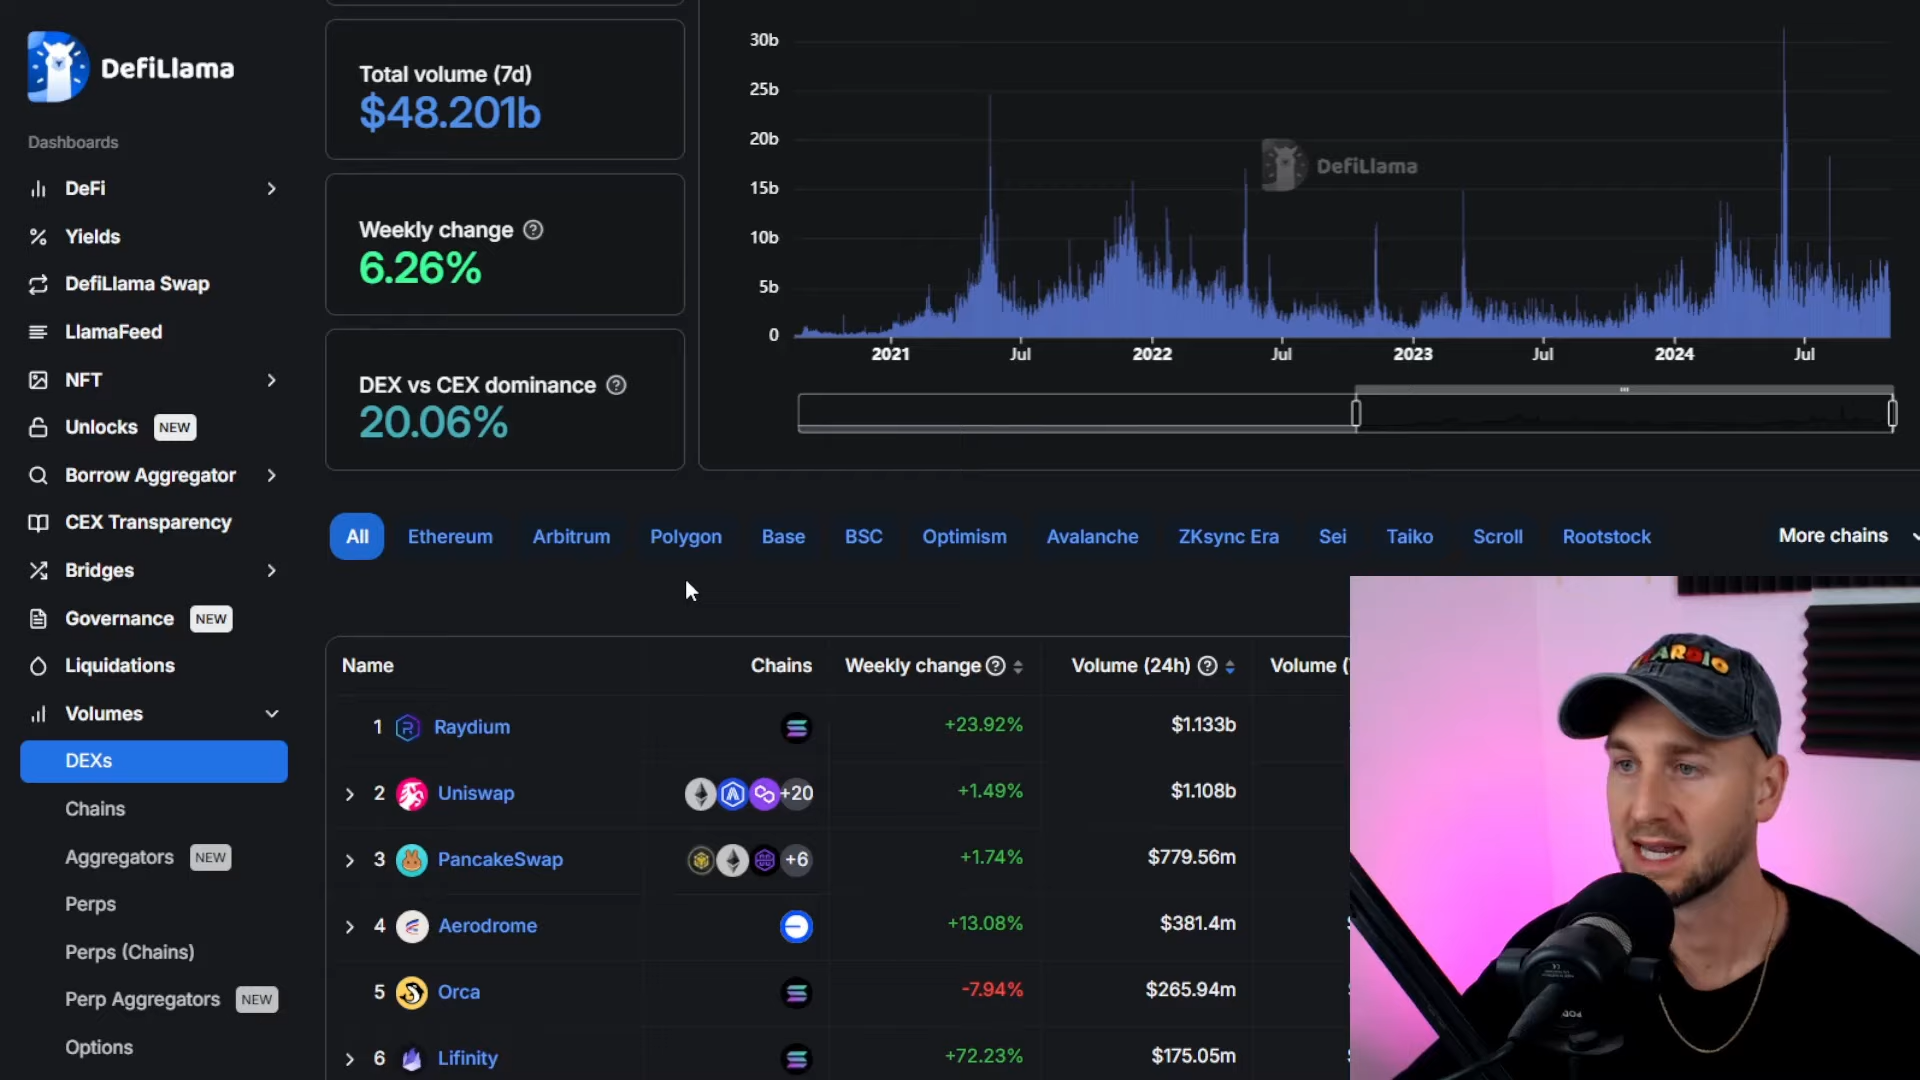 DefiLlama
Dashboards
DeFi
Yields
DefiLlama Swap
LlamaFeed
NFT
Unlocks NEW
Borrow Aggregator
CEX Transparency
Bridges
Governance NEW
Liquidations
Volumes
DEXs
Chains
Aggregators NEW
Perps
Perps (Chains)
Perp Aggregators NEW
Options
Total volume (7d)
$48.201b
Weekly change
6.26%
DEX vs CEX dominance
20.06%
30b
25b
20b
15b
10b
5b
0
DefiLlama
2021 Jul 2022 Jul 2023 Jul 2024 Jul
All Ethereum Arbitrum Polygon Base BSC Optimism Avalanche ZKsync Era Sei Taiko Scroll Rootstock More chains
Name Chains Weekly change Volume (24h) Volume (
1 Raydium +23.92% $1.133b
2 Uniswap +20 +1.49% $1.108b
3 PancakeSwap +6 +1.74% $779.56m
4 Aerodrome +13.08% $381.4m
5 Orca -7.94% $265.94m
6 Lifinity +72.23% $175.05m